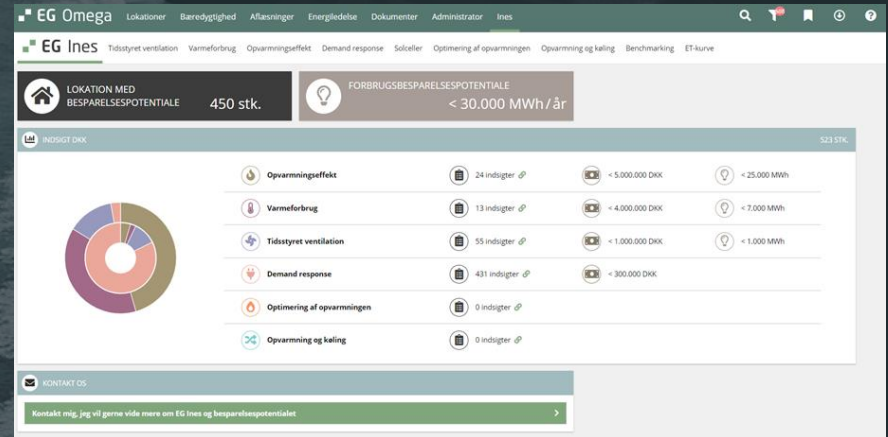 EG Omega Lokationer Bæredygtighed Aflæsninger Energiledelse Dokumenter Administrator Ines
EG Ines Tidsstyret ventilation Varmeforbrug Opvarmningseffekt Demand response Solceller Optimering af opvarmningen Opvarmning og køling Benchmarking ET-kurve
LOKATION MED
BESPARELSESPOTENTIALE 450 stk.
FORBRUGSBESPARELSESPOTENTIALE
< 30.000 MWh/år
INDSIGT DKK 523 STK.
Opvarmningseffekt 24 indsigter < 5.000.000 DKK < 25.000 MWh
Varmeforbrug 13 indsigter < 4.000.000 DKK < 7.000 MWh
Tidsstyret ventilation 55 indsigter < 1.000.000 DKK < 1.000 MWh
Demand response 431 indsigter < 300.000 DKK
Optimering af opvarmningen 0 indsigter
Opvarmning og køling 0 indsigter
KONTAKT OS
Kontakt mig, jeg vil gerne vide mere om EG Ines og besparelsespotentialet